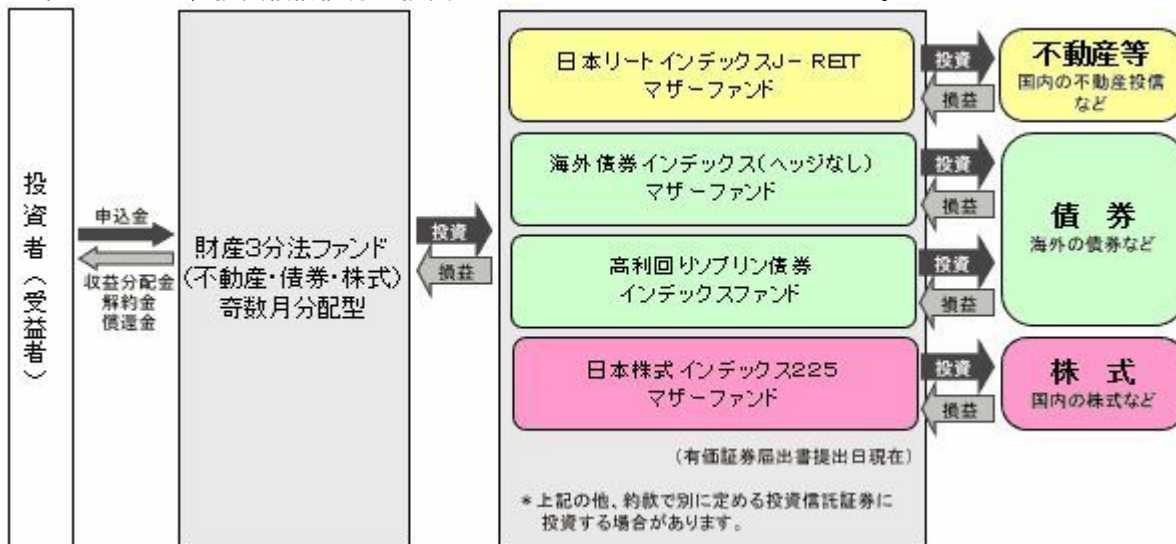 投資者（受益者）
申込金
収益分配金
解約金
償還金
財産3分法ファンド
(不動産・債券・株式)
奇数月分配型
投資
損益
日本リートインデックスJ－REIT
マザーファンド
投資
損益
不動産等
国内の不動産投信
など
海外債券インデックス(ヘッジなし)
マザーファンド
投資
損益
高利回りソブリン債券
インデックスファンド
投資
損益
債 券
海外の債券など
日本株式インデックス225
マザーファンド
投資
損益
株 式
国内の株式など
(有価証券届出書提出日現在)
＊上記の他、約款で別に定める投資信託証券に
投資する場合があります。